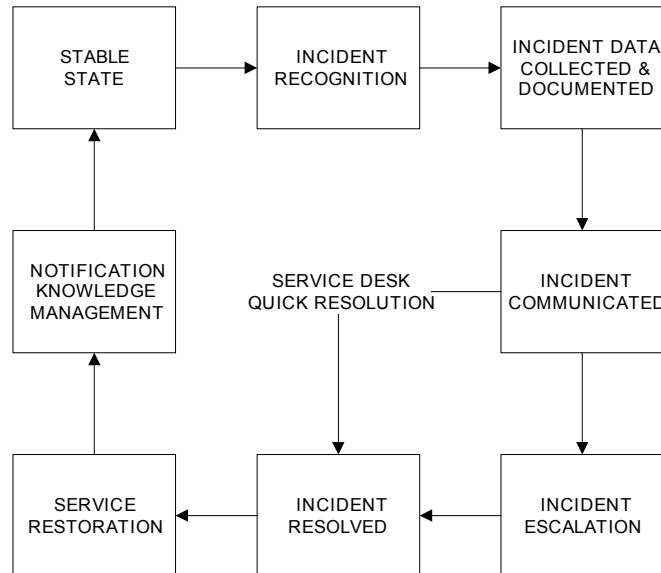 STABLE
STATE
INCIDENT
RECOGNITION
INCIDENT DATA
COLLECTED &
DOCUMENTED
NOTIFICATION
KNOWLEDGE
MANAGEMENT
SERVICE DESK
QUICK RESOLUTION
INCIDENT
COMMUNICATED
SERVICE
RESTORATION
INCIDENT
RESOLVED
INCIDENT
ESCALATION